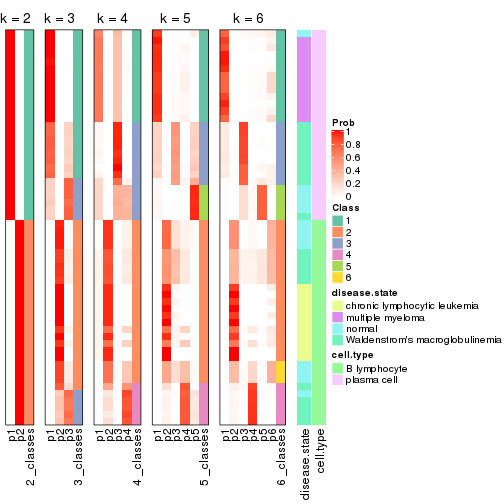 k = 2 k = 3 k = 4 k = 5 k = 6
Prob
1
0.8
0.6
0.4
0.2
0
Class
1
2
3
4
5
6
disease.state
chronic lymphocytic leukemia
multiple myeloma
normal
Waldenstrom's macroglobulinemia
cell.type
B lymphocyte
plasma cell
p1 p2 2_classes p1 p2 p3 3_classes p1 p2 p3 p4 4_classes p1 p2 p3 p4 p5 5_classes p1 p2 p3 p4 p5 p6 6_classes disease.state cell.type